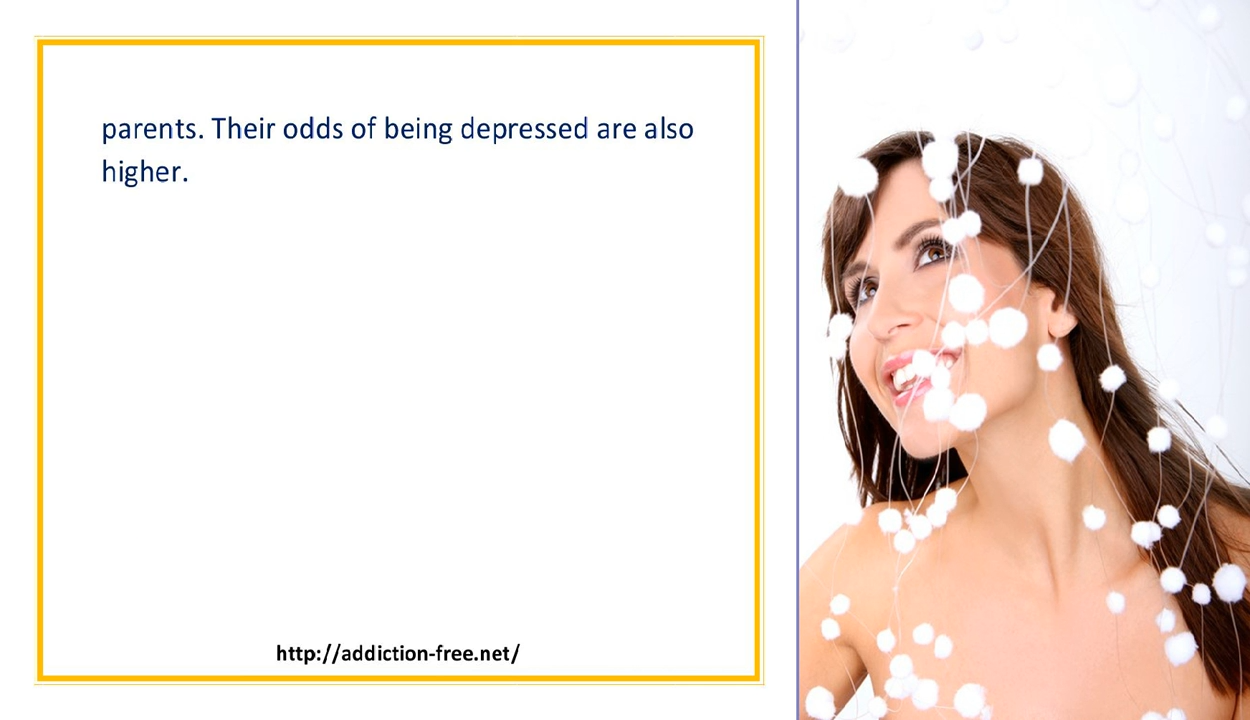 parents. Their odds of being depressed are also
higher.
http://addiction-free.net/